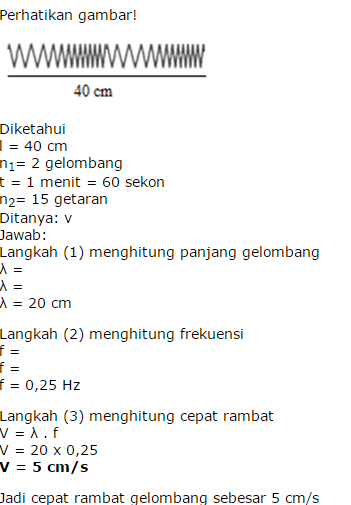 Perhatikan gambar!
40 cm
Diketahui
l = 40 cm
n₁= 2 gelombang
t = 1 menit = 60 sekon
n₂= 15 getaran
Ditanya: v
Jawab:
Langkah (1) menghitung panjang gelombang
λ =
λ =
λ = 20 cm
Langkah (2) menghitung frekuensi
f =
f =
f = 0,25 Hz
Langkah (3) menghitung cepat rambat
V = λ . f
V = 20 x 0,25
V = 5 cm/s
Jadi cepat rambat gelombang sebesar 5 cm/s